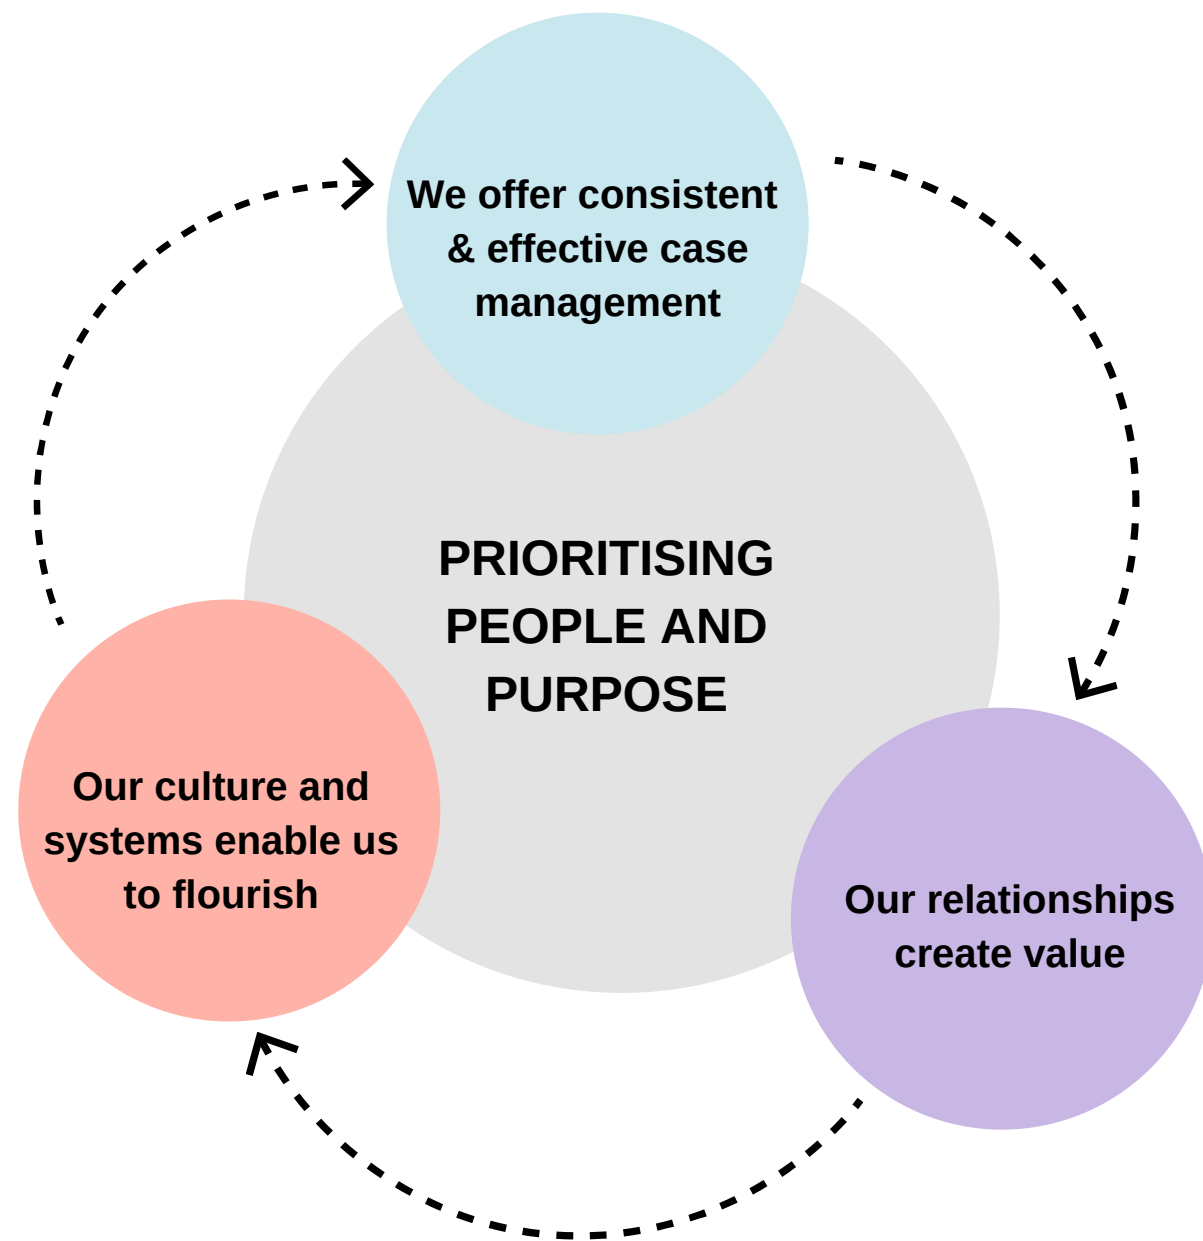 We offer consistent
& effective case
management
PRIORITISING
PEOPLE AND
PURPOSE
Our culture and
systems enable us
to flourish
Our relationships
create value